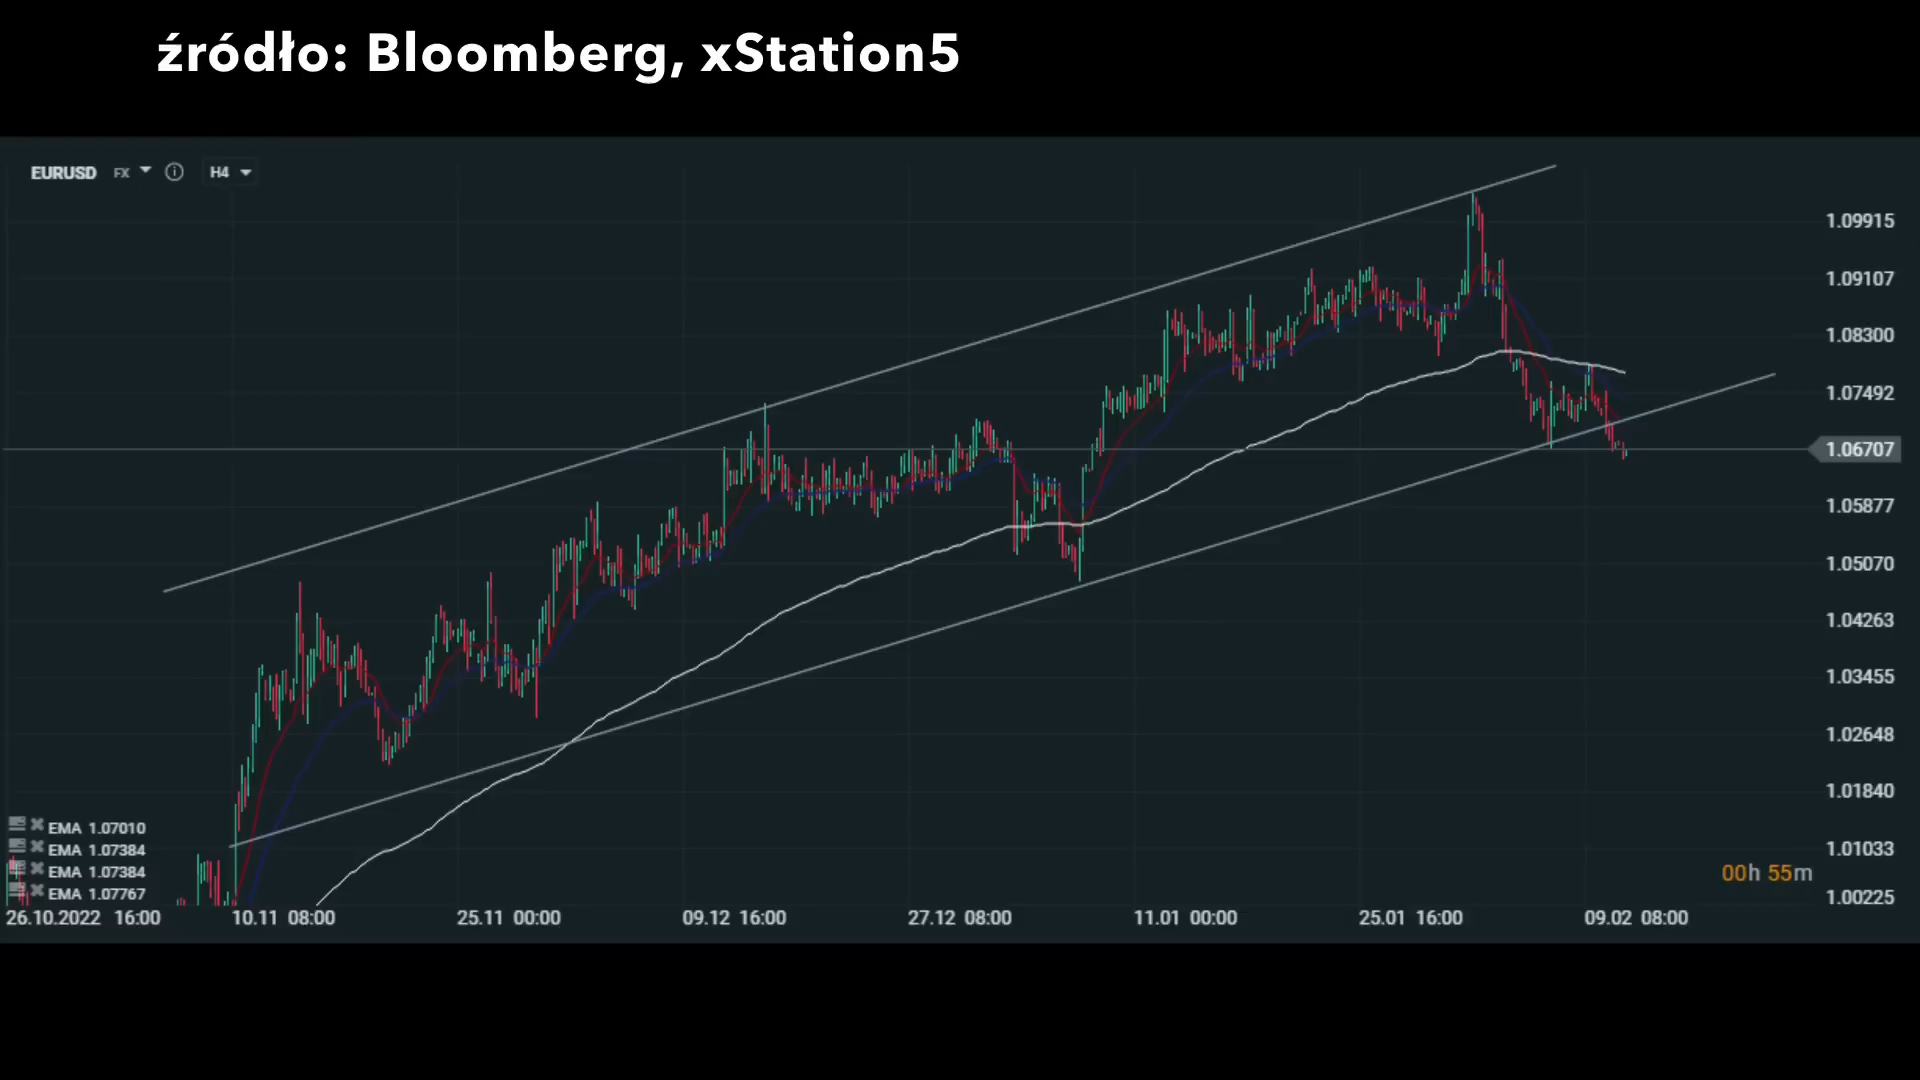 źródło: Bloomberg, xStation5
EURUSD FX H4
1.09915
1.09107
1.08300
1.07492
1.06707
1.05877
1.05070
1.04263
1.03455
1.02648
1.01840
1.01033
1.00225
EMA 1.07010
EMA 1.07384
EMA 1.07384
EMA 1.07767
00h 55m
26.10.2022 16:00 10.11 08:00 25.11 00:00 09.12 16:00 27.12 08:00 11.01 00:00 25.01 16:00 09.02 08:00